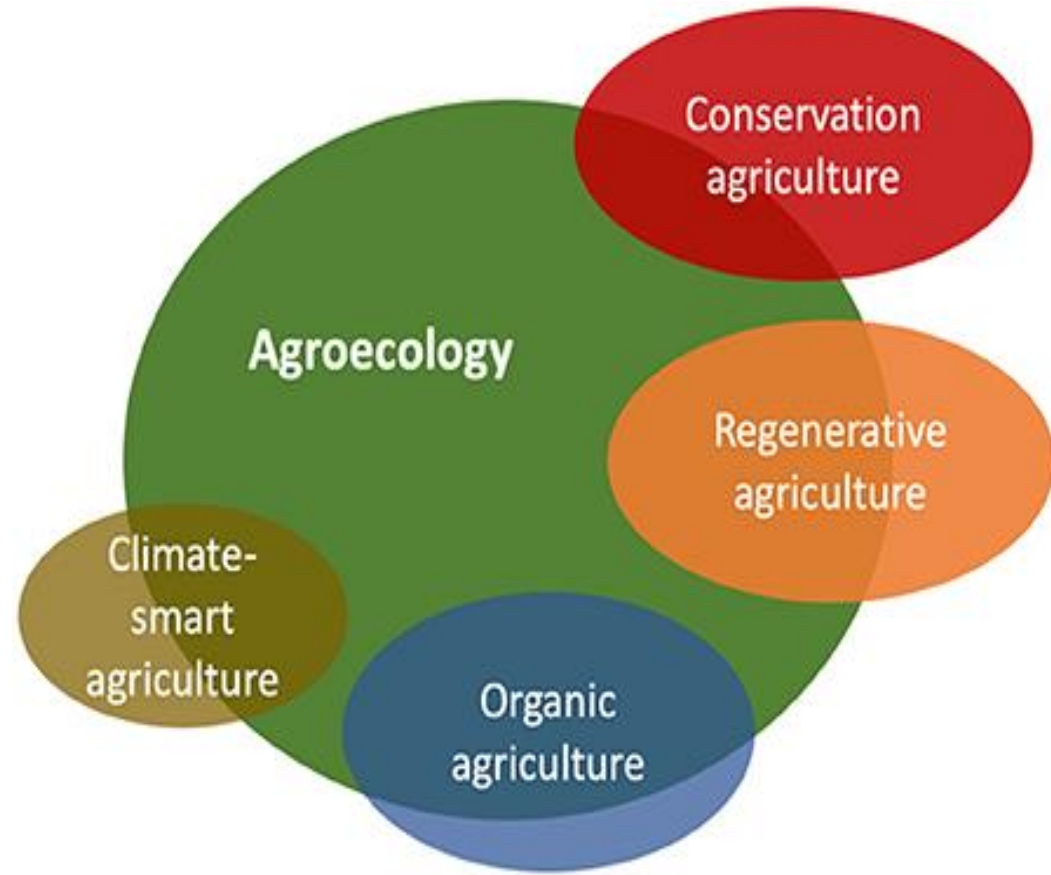 Conservation
agriculture
Agroecology
Regenerative
agriculture
Climate-
smart
agriculture
Organic
agriculture